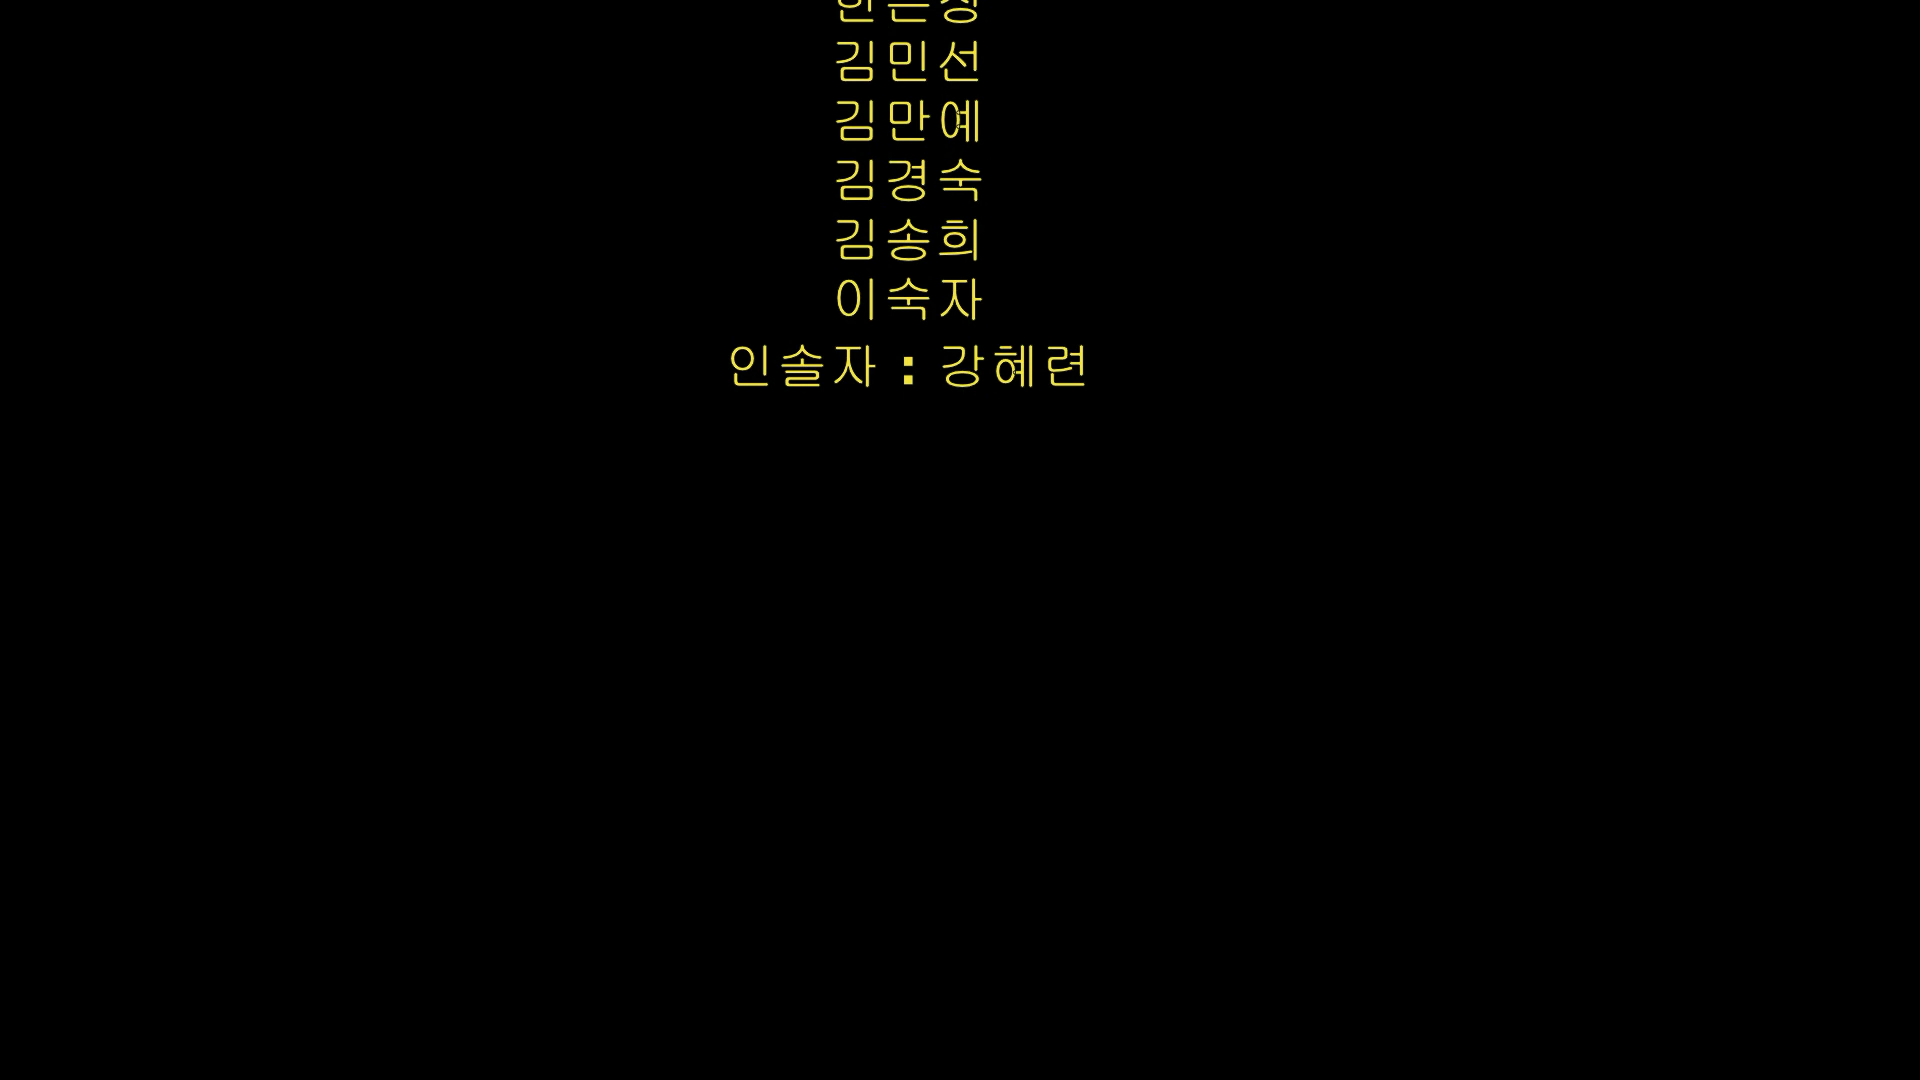 김민선
김만예
김경숙
김송희
이숙자
인솔자 : 강혜련